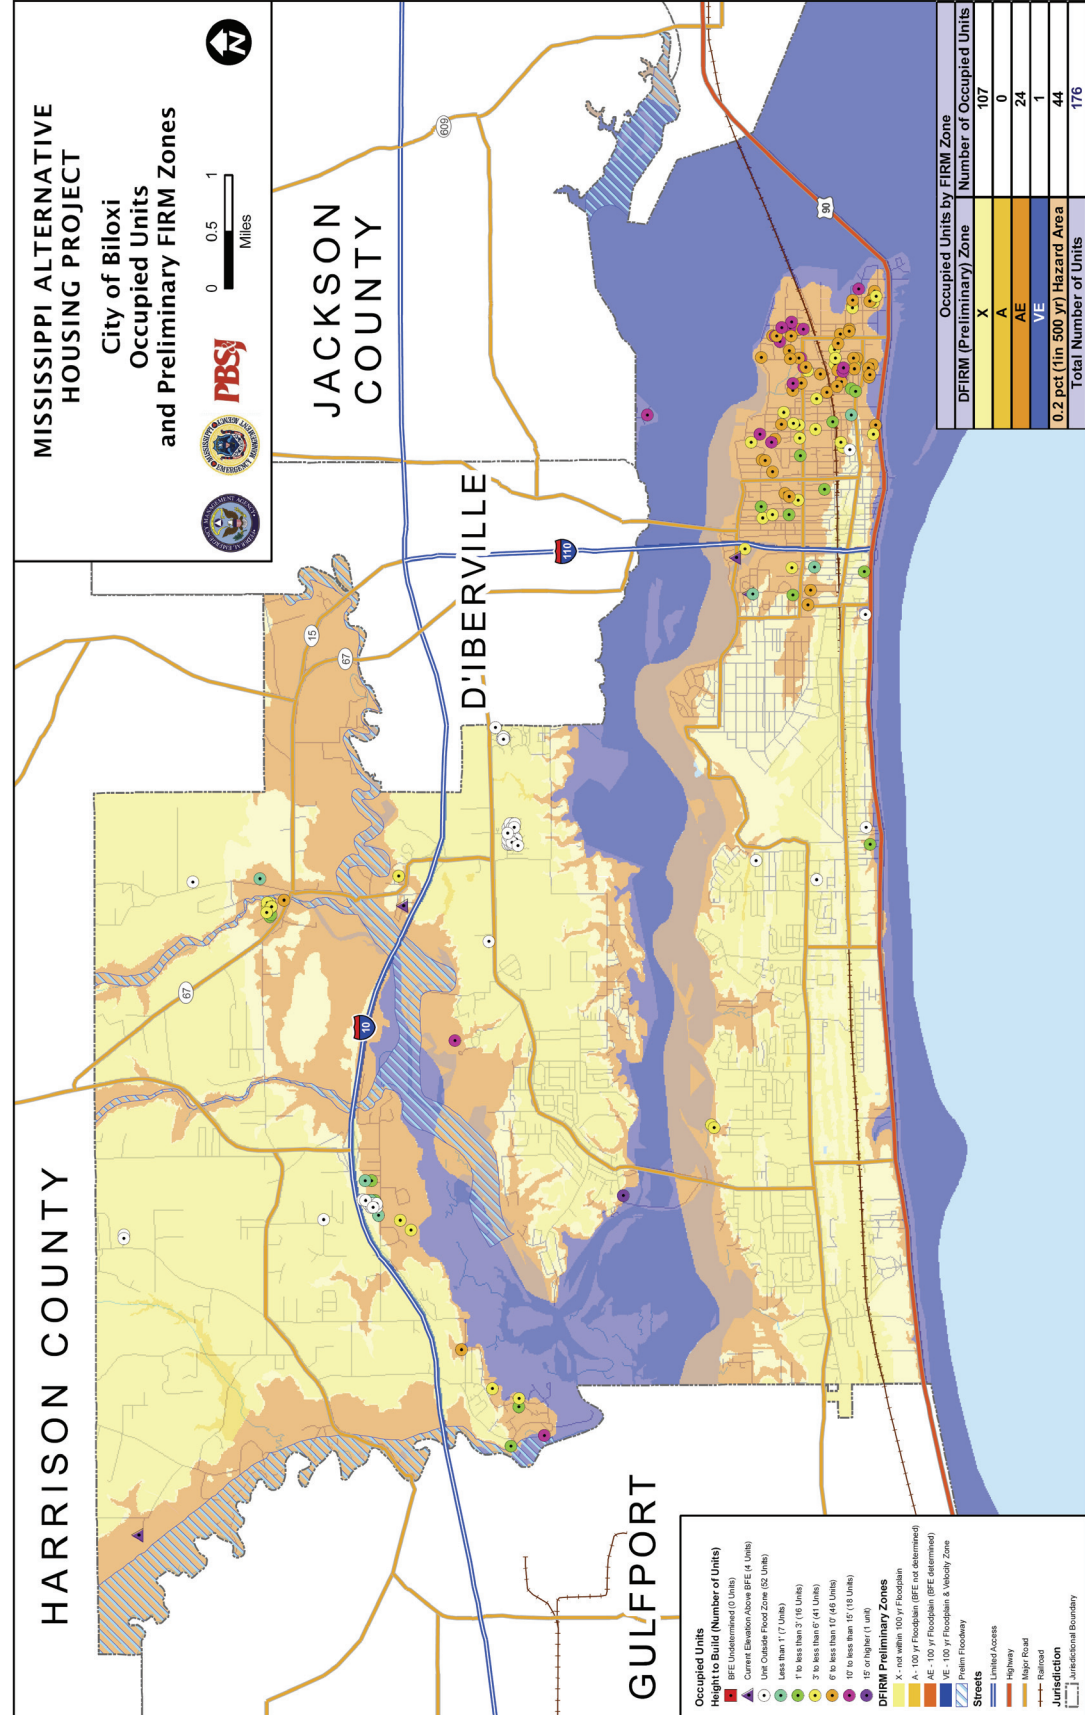 MISSISSIPPI ALTERNATIVE
HOUSING PROJECT
City of Biloxi
Occupied Units
and Preliminary FIRM Zones
N
PBSJ
0 0.5 1
Miles
HARRISON COUNTY
JACKSON
COUNTY
D'IBERVILLE
GULFPORT
609
15
67
67
10
110
90
Occupied Units by FIRM Zone
DFIRM (Preliminary) Zone Number of Occupied Units
X 107
A 0
AE 24
VE 1
0.2 pct (1in 500 yr) Hazard Area 44
Total Number of Units 176
Occupied Units
Height to Build (Number of Units)
BFE Undetermined (0 Units)
Current Elevation Above BFE (4 Units)
Unit Outside Flood Zone (52 Units)
Less than 1' (7 Units)
1' to less than 3' (16 Units)
3' to less than 6' (41 Units)
6' to less than 10' (46 Units)
10' to less than 15' (18 Units)
15' or higher (1 unit)
DFIRM Preliminary Zones
X - not within 100 yr Floodplain
A - 100 yr Floodplain (BFE not determined)
AE - 100 yr Floodplain (BFE determined)
VE - 100 yr Floodplain & Velocity Zone
Prelim Floodway
Streets
Limited Access
Highway
Major Road
Railroad
Jurisdiction
Jurisdictional Boundary